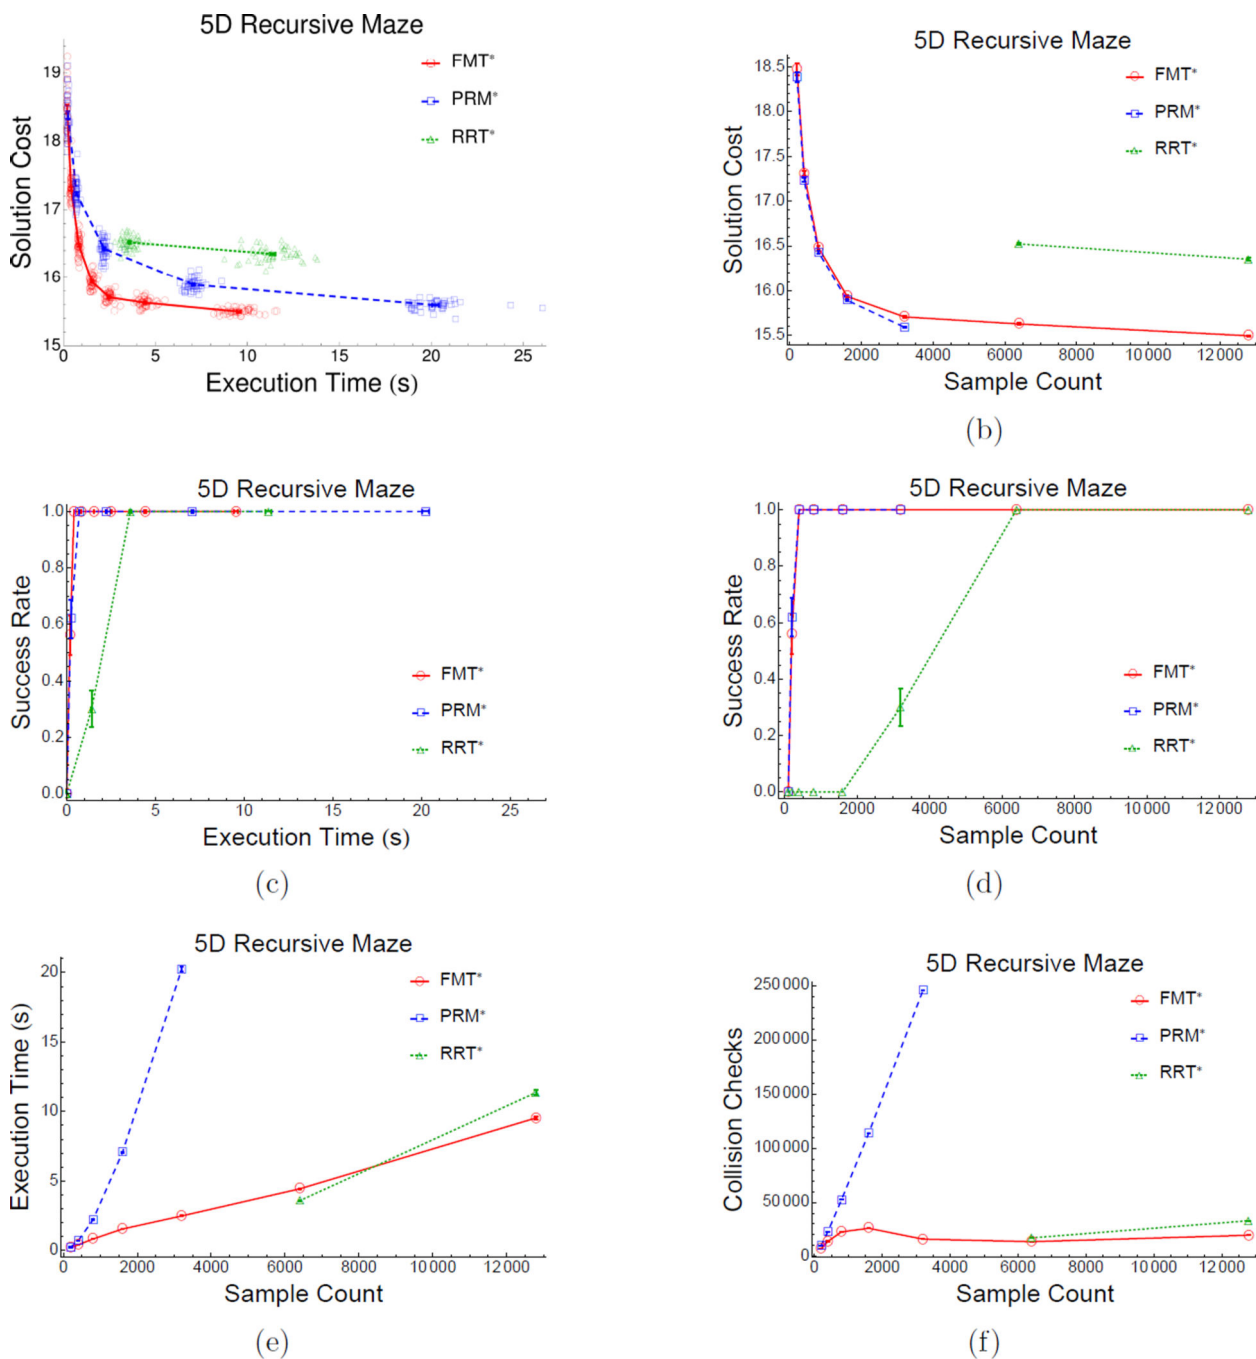 5D Recursive Maze
FMT*
PRM*
RRT*
Solution Cost
19
18
17
16
15
0
5
10
15
20
25
Execution Time (s)
5D Recursive Maze
FMT*
PRM*
RRT*
Solution Cost
18.5
18.0
17.5
17.0
16.5
16.0
15.5
0
2000
4000
6000
8000
10000
12000
Sample Count
(b)
5D Recursive Maze
Success Rate
1.0
0.8
0.6
0.4
0.2
0.0
FMT*
PRM*
RRT*
0
5
10
15
20
25
Execution Time (s)
(c)
5D Recursive Maze
Success Rate
1.0
0.8
0.6
0.4
0.2
0.0
FMT*
PRM*
RRT*
0
2000
4000
6000
8000
10000
12000
Sample Count
(d)
5D Recursive Maze
FMT*
PRM*
RRT*
Execution Time (s)
20
15
10
5
0
0
2000
4000
6000
8000
10000
12000
Sample Count
(e)
5D Recursive Maze
FMT*
PRM*
RRT*
Collision Checks
250000
200000
150000
100000
50000
0
0
2000
4000
6000
8000
10000
12000
Sample Count
(f)